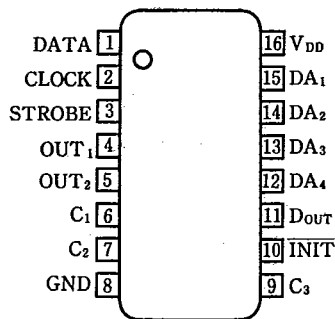 DATA 1 16 VDD
CLOCK 2 15 DA1
STROBE 3 14 DA2
OUT1 4 13 DA3
OUT2 5 12 DA4
C1 6 11 DOUT
C2 7 10 INIT
GND 8 9 C3